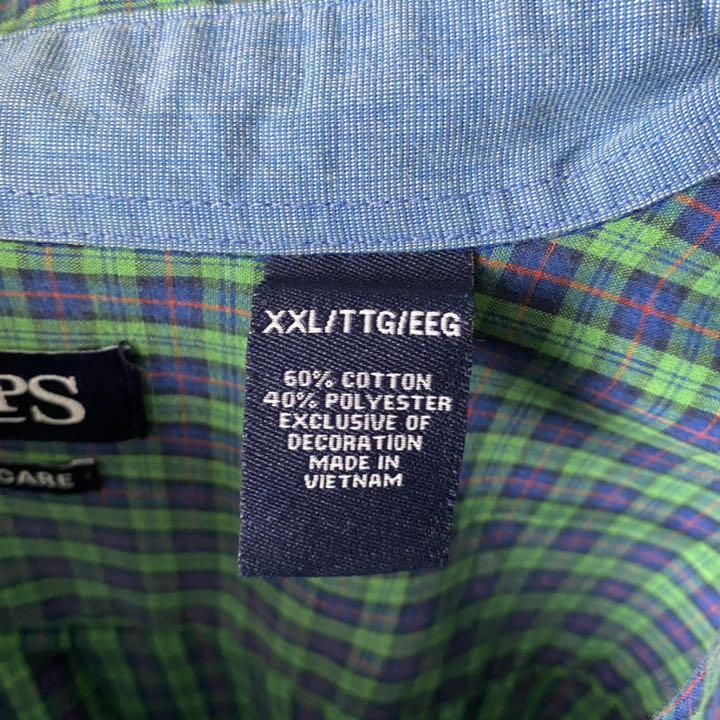 XXL/TTG/EEG
60% COTTON
40% POLYESTER
EXCLUSIVE OF
DECORATION
MADE IN
VIETNAM
PS
CARE